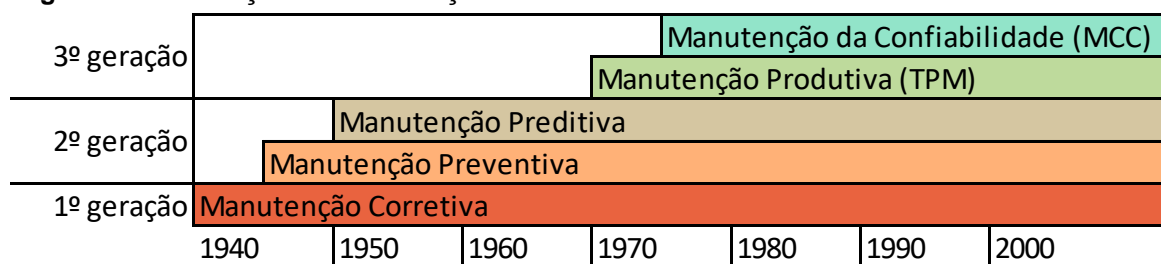 3º geração
Manutenção da Confiabilidade (MCC)
Manutenção Produtiva (TPM)
2º geração
Manutenção Preditiva
Manutenção Preventiva
1º geração
Manutenção Corretiva
1940 1950 1960 1970 1980 1990 2000